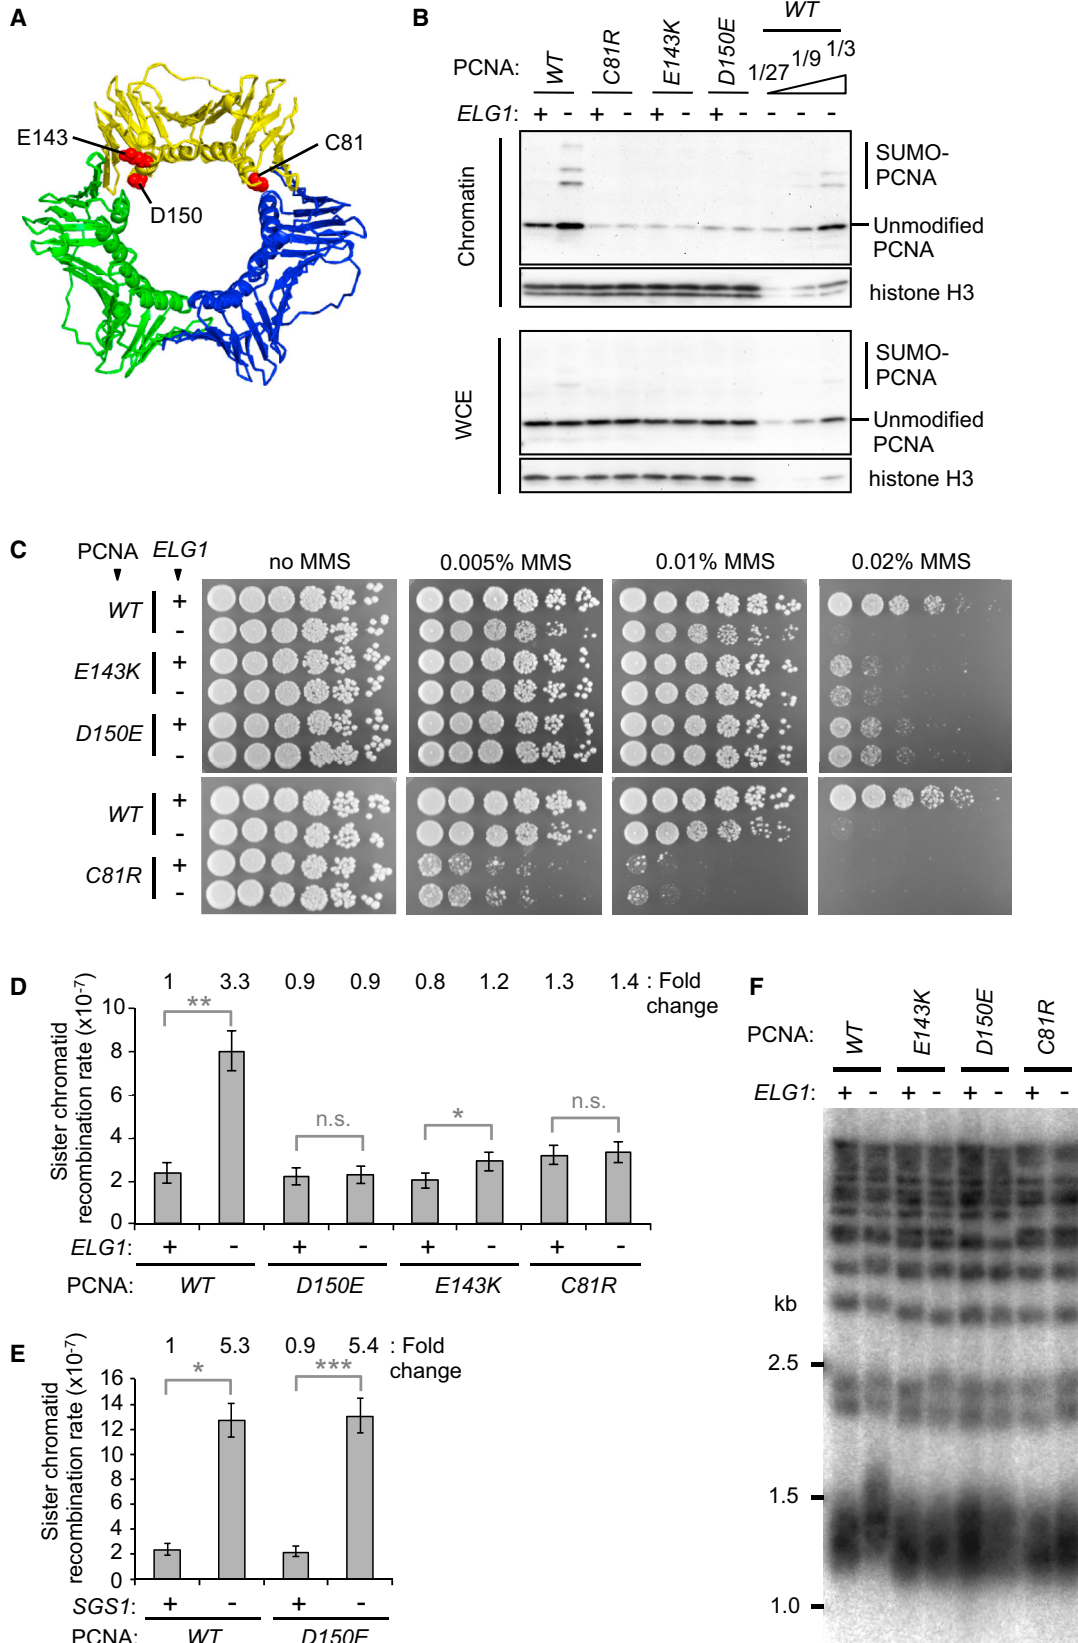 A
E143
C81
D150
B
PCNA:
WT
C81R
E143K
D150E
WT
1/27
1/9
1/3
ELG1:
+ - + - + - + - - - -
Chromatin
SUMO-
PCNA
Unmodified
PCNA
histone H3
WCE
SUMO-
PCNA
Unmodified
PCNA
histone H3
C
PCNA ELG1
no MMS
0.005% MMS
0.01% MMS
0.02% MMS
WT
+
-
E143K
+
-
D150E
+
-
WT
+
-
C81R
+
-
D
1 3.3 0.9 0.9 0.8 1.2 1.3 1.4 : Fold
change
Sister chromatid
recombination rate (x10-7)
10
8
6
4
2
0
**
n.s.
*
n.s.
ELG1: + - + - + - + -
PCNA: WT D150E E143K C81R
E
1 5.3 0.9 5.4 : Fold
change
Sister chromatid
recombination rate (x10-7)
16
14
12
10
8
6
4
2
0
*
***
SGS1: + - + -
PCNA: WT D150E
F
PCNA:
WT
E143K
D150E
C81R
ELG1: + - + - + - + -
kb
2.5
1.5
1.0